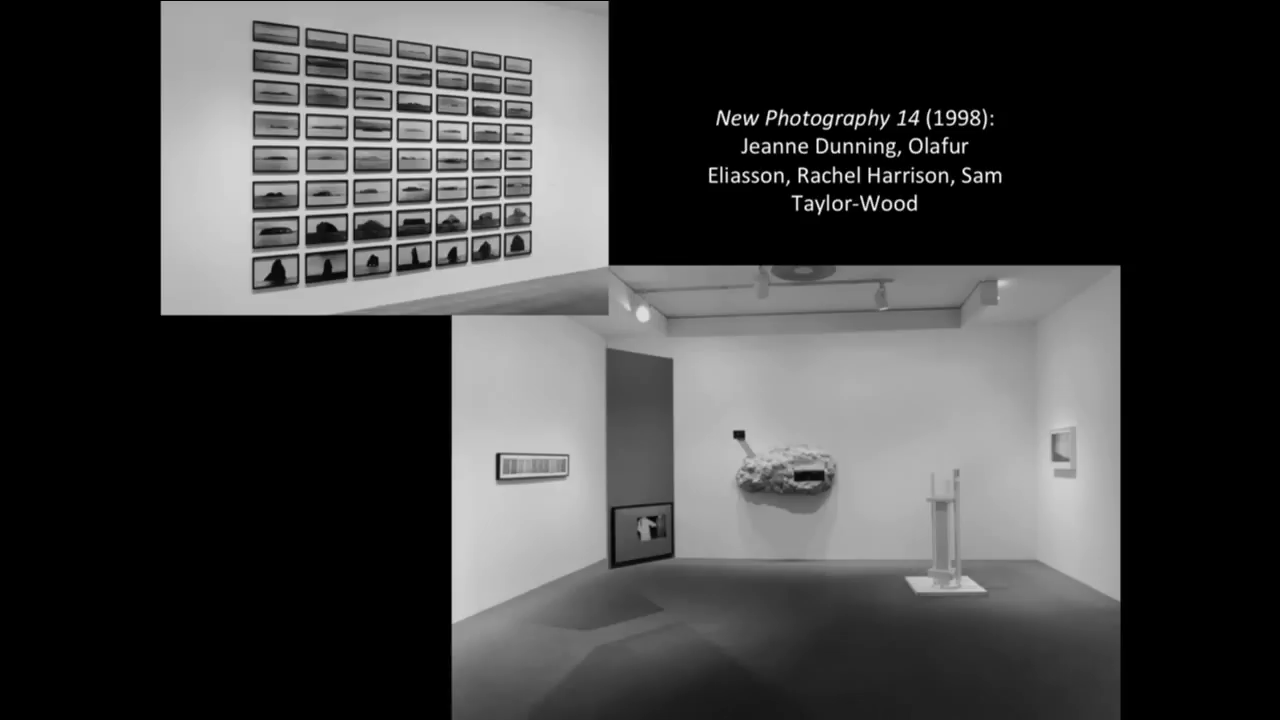 New Photography 14 (1998):
Jeanne Dunning, Olafur
Eliasson, Rachel Harrison, Sam
Taylor-Wood